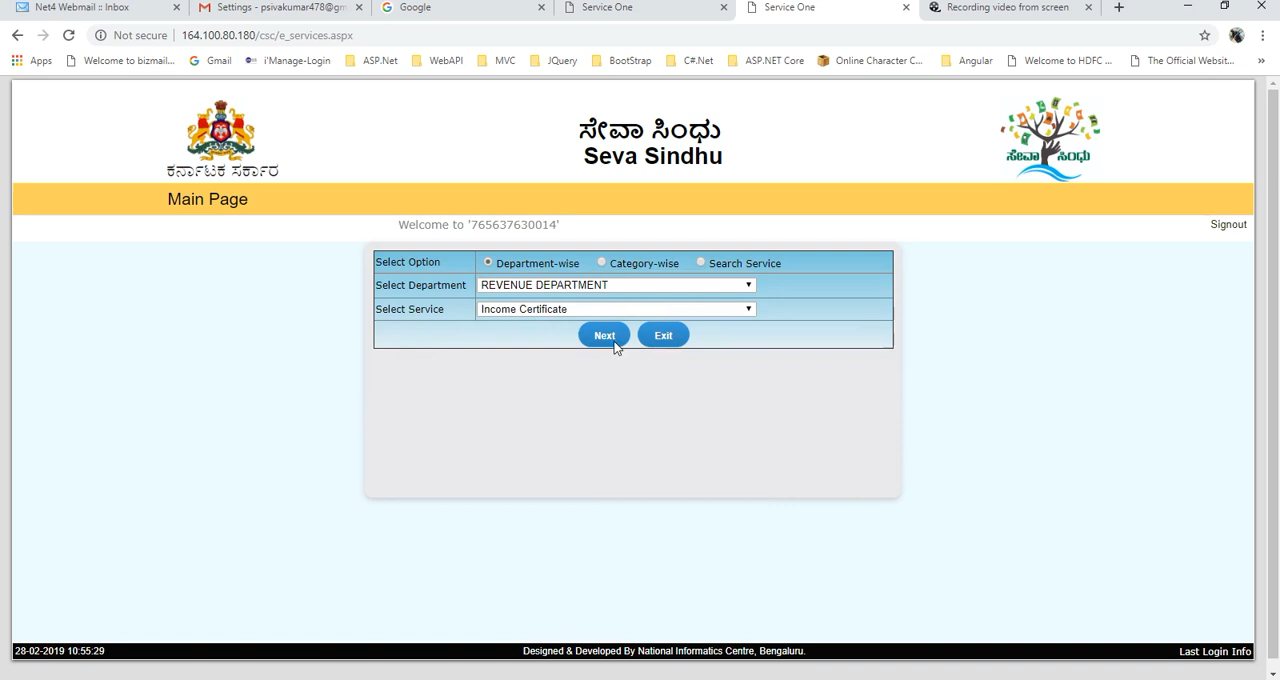 Net4 Webmail :: Inbox
Settings - psivakumar478@gm
Google
Service One
Service One
Recording video from screen
Not secure
164.100.80.180/csc/e_services.aspx
Apps
Welcome to bizmail...
Gmail
i'Manage-Login
ASP.Net
WebAPI
MVC
JQuery
BootStrap
C#.Net
ASP.NET Core
Online Character C...
Angular
Welcome to HDFC ...
The Official Websit...
»
ಕರ್ನಾಟಕ ಸರ್ಕಾರ
ಸೇವಾ ಸಿಂಧು
Seva Sindhu
ಸೇವಾ ಸಿಂಧು
Main Page
Welcome to '765637630014'
Signout
Select Option
Department-wise
Category-wise
Search Service
Select Department
REVENUE DEPARTMENT
Select Service
Income Certificate
Next
Exit
28-02-2019 10:55:29
Designed & Developed By National Informatics Centre, Bengaluru.
Last Login Info